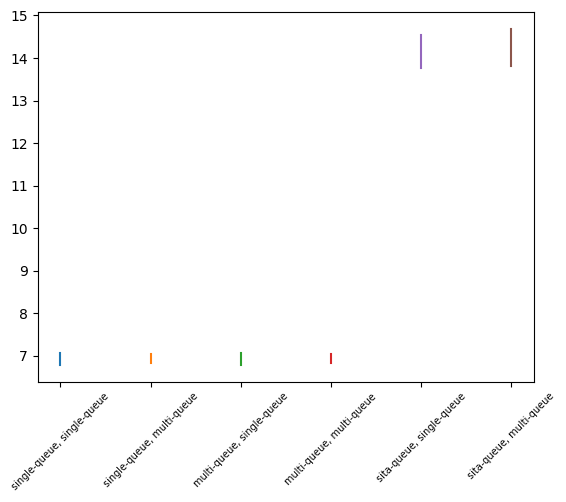 15
14
13
12
11
10
9
8
7
single-queue, single-queue
single-queue, multi-queue
multi-queue, single-queue
multi-queue, multi-queue
sita-queue, single-queue
sita-queue, multi-queue